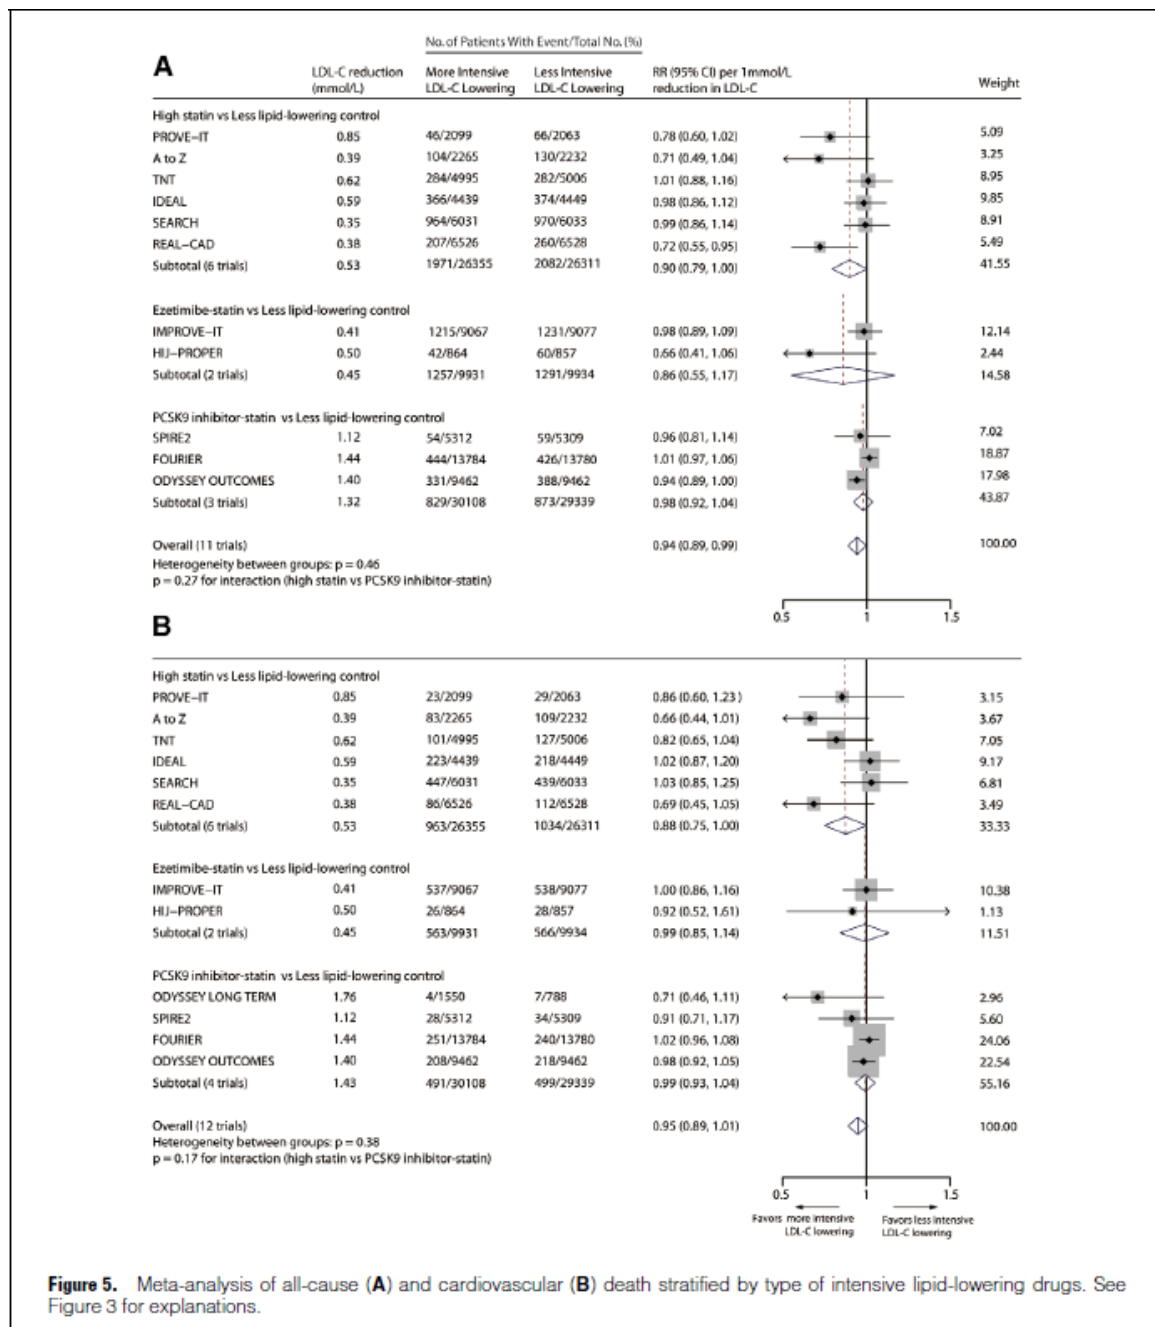 No. of Patients With Event/Total No. (%)
A LDL-C reduction (mmol/L) More Intensive LDL-C Lowering Less Intensive LDL-C Lowering RR (95% CI) per 1mmol/L reduction in LDL-C Weight
High statin vs Less lipid-lowering control
PROVE-IT 0.85 46/2099 66/2063 0.78 (0.60, 1.02) 5.09
A to Z 0.39 104/2265 130/2232 0.71 (0.49, 1.04) 3.25
TNT 0.62 284/4995 282/5006 1.01 (0.88, 1.16) 8.95
IDEAL 0.59 366/4439 374/4449 0.98 (0.86, 1.12) 9.85
SEARCH 0.35 964/6031 970/6033 0.99 (0.86, 1.14) 8.91
REAL-CAD 0.38 207/6526 260/6528 0.72 (0.55, 0.95) 5.49
Subtotal (6 trials) 0.53 1971/26355 2082/26311 0.90 (0.79, 1.00) 41.55
Ezetimibe-statin vs Less lipid-lowering control
IMPROVE-IT 0.41 1215/9067 1231/9077 0.98 (0.89, 1.09) 12.14
HIJ-PROPER 0.50 42/864 60/857 0.66 (0.41, 1.06) 2.44
Subtotal (2 trials) 0.45 1257/9931 1291/9934 0.86 (0.55, 1.17) 14.58
PCSK9 inhibitor-statin vs Less lipid-lowering control
SPIRE2 1.12 54/5312 59/5309 0.96 (0.81, 1.14) 7.02
FOURIER 1.44 444/13784 426/13780 1.01 (0.97, 1.06) 18.87
ODYSSEY OUTCOMES 1.40 331/9462 388/9462 0.94 (0.89, 1.00) 17.98
Subtotal (3 trials) 1.32 829/30108 873/29339 0.98 (0.92, 1.04) 43.87
Overall (11 trials) 0.94 (0.89, 0.99) 100.00
Heterogeneity between groups: p = 0.46
p = 0.27 for interaction (high statin vs PCSK9 inhibitor-statin)
0.5 1 1.5
B
High statin vs Less lipid-lowering control
PROVE-IT 0.85 23/2099 29/2063 0.86 (0.60, 1.23 ) 3.15
A to Z 0.39 83/2265 109/2232 0.66 (0.44, 1.01) 3.67
TNT 0.62 101/4995 127/5006 0.82 (0.65, 1.04) 7.05
IDEAL 0.59 223/4439 218/4449 1.02 (0.87, 1.20) 9.17
SEARCH 0.35 447/6031 439/6033 1.03 (0.85, 1.25) 6.81
REAL-CAD 0.38 86/6526 112/6528 0.69 (0.45, 1.05) 3.49
Subtotal (6 trials) 0.53 963/26355 1034/26311 0.88 (0.75, 1.00) 33.33
Ezetimibe-statin vs Less lipid-lowering control
IMPROVE-IT 0.41 537/9067 538/9077 1.00 (0.86, 1.16) 10.38
HIJ-PROPER 0.50 26/864 28/857 0.92 (0.52, 1.61) 1.13
Subtotal (2 trials) 0.45 563/9931 566/9934 0.99 (0.85, 1.14) 11.51
PCSK9 inhibitor-statin vs Less lipid-lowering control
ODYSSEY LONG TERM 1.76 4/1550 7/788 0.71 (0.46, 1.11) 2.96
SPIRE2 1.12 28/5312 34/5309 0.91 (0.71, 1.17) 5.60
FOURIER 1.44 251/13784 240/13780 1.02 (0.96, 1.08) 24.06
ODYSSEY OUTCOMES 1.40 208/9462 218/9462 0.98 (0.92, 1.05) 22.54
Subtotal (4 trials) 1.43 491/30108 499/29339 0.99 (0.93, 1.04) 55.16
Overall (12 trials) 0.95 (0.89, 1.01) 100.00
Heterogeneity between groups: p = 0.38
p = 0.17 for interaction (high statin vs PCSK9 inhibitor-statin)
0.5 1 1.5
Favors more intensive LDL-C lowering Favors less intensive LDL-C lowering
Figure 5. Meta-analysis of all-cause (A) and cardiovascular (B) death stratified by type of intensive lipid-lowering drugs. See
Figure 3 for explanations.